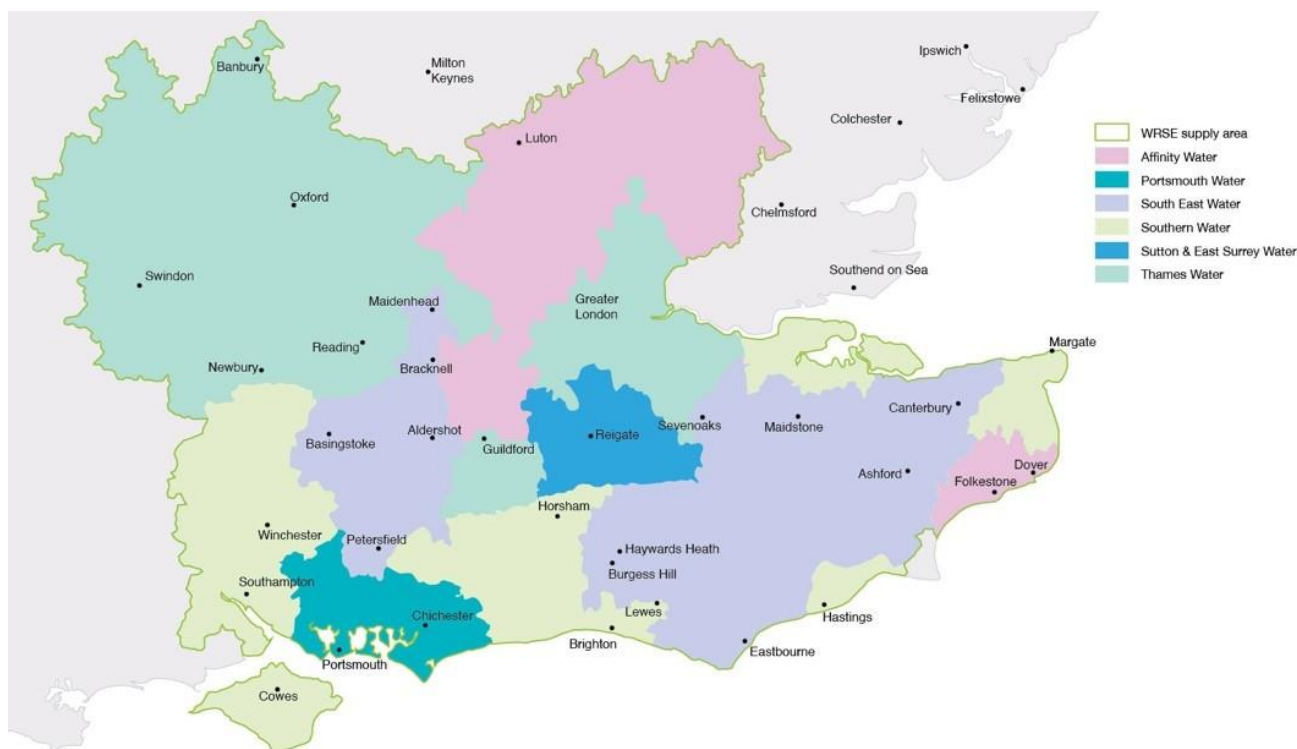 Banbury
Milton
Keynes
Ipswich
Felixstowe
Colchester
Luton
Oxford
Chelmsford
Swindon
Southend on Sea
Maidenhead
Greater
London
Reading
Margate
Newbury
Bracknell
Canterbury
Basingstoke
Aldershot
Guildford
Reigate
Sevenoaks
Maidstone
Ashford
Dover
Folkestone
Horsham
Winchester
Petersfield
Haywards Heath
Burgess Hill
Southampton
Chichester
Lewes
Hastings
Brighton
Eastbourne
Portsmouth
Cowes
WRSE supply area
Affinity Water
Portsmouth Water
South East Water
Southern Water
Sutton & East Surrey Water
Thames Water